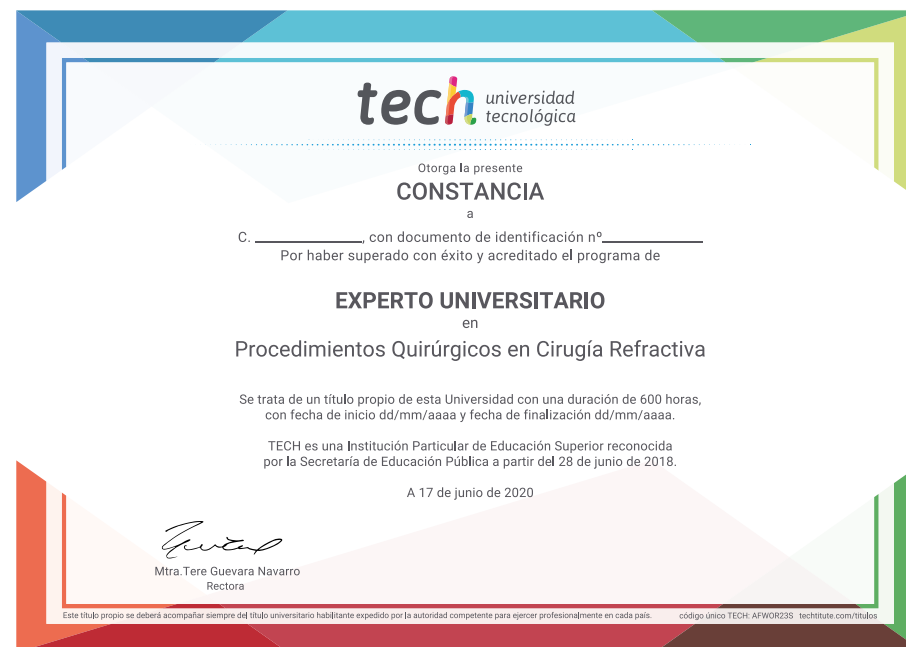 tech universidad
tecnológica
Otorga la presente
CONSTANCIA
a
C. ______________, con documento de identificación nº_____________
Por haber superado con éxito y acreditado el programa de
EXPERTO UNIVERSITARIO
en
Procedimientos Quirúrgicos en Cirugía Refractiva
Se trata de un título propio de esta Universidad con una duración de 600 horas,
con fecha de inicio dd/mm/aaaa y fecha de finalización dd/mm/aaaa.
TECH es una Institución Particular de Educación Superior reconocida
por la Secretaría de Educación Pública a partir del 28 de junio de 2018.
A 17 de junio de 2020
Mtra.Tere Guevara Navarro
Rectora
Este título propio se deberá acompañar siempre del título universitario habilitante expedido por la autoridad competente para ejercer profesionalmente en cada país. código único TECH: AFWOR23S techtitute.com/titulos